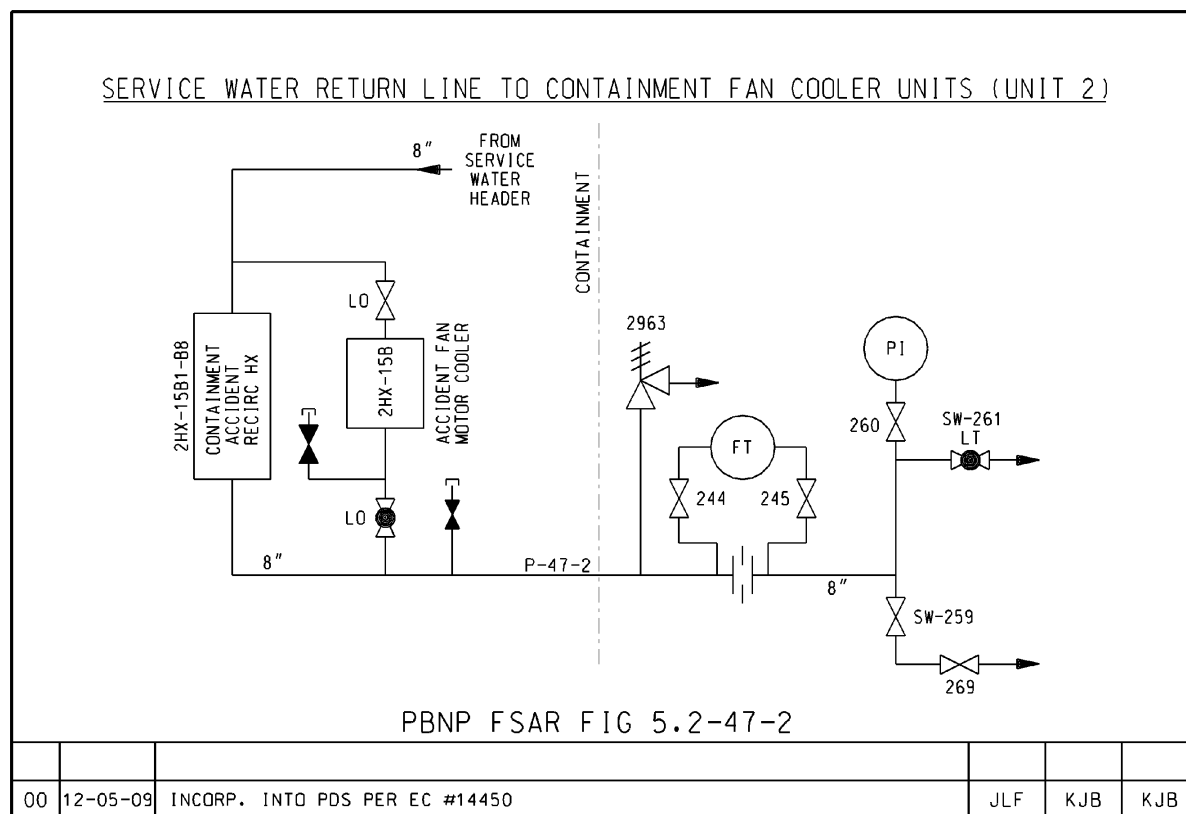 SERVICE WATER RETURN LINE TO CONTAINMENT FAN COOLER UNITS (UNIT 2)
8"
FROM
SERVICE
WATER
HEADER
CONTAINMENT
LO
2HX-15B1-B8
CONTAINMENT
ACCIDENT
RECIRC HX
2HX-15B
ACCIDENT FAN
MOTOR COOLER
LO
8"
P-47-2
2963
FT
244
245
8"
PI
260
SW-261
LT
SW-259
269
PBNP FSAR FIG 5.2-47-2
00 12-05-09 INCORP. INTO PDS PER EC #14450 JLF KJB KJB